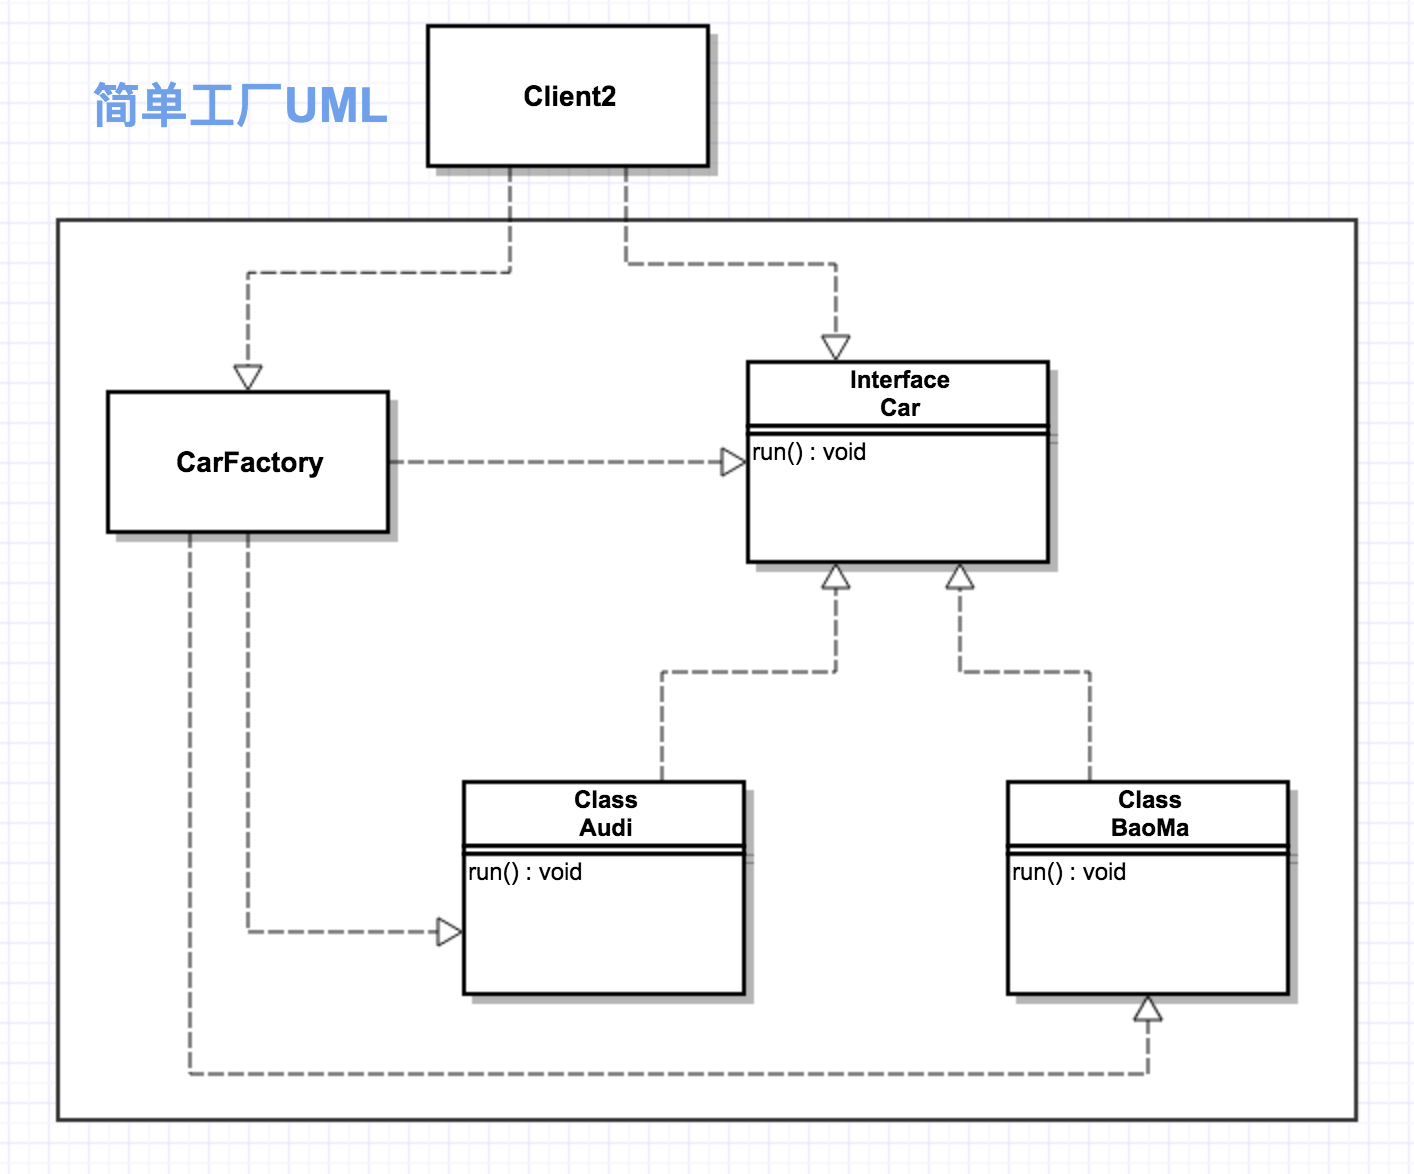 简单工厂UML
Client2
CarFactory
Interface
Car
run() : void
Class
Audi
run() : void
Class
BaoMa
run() : void